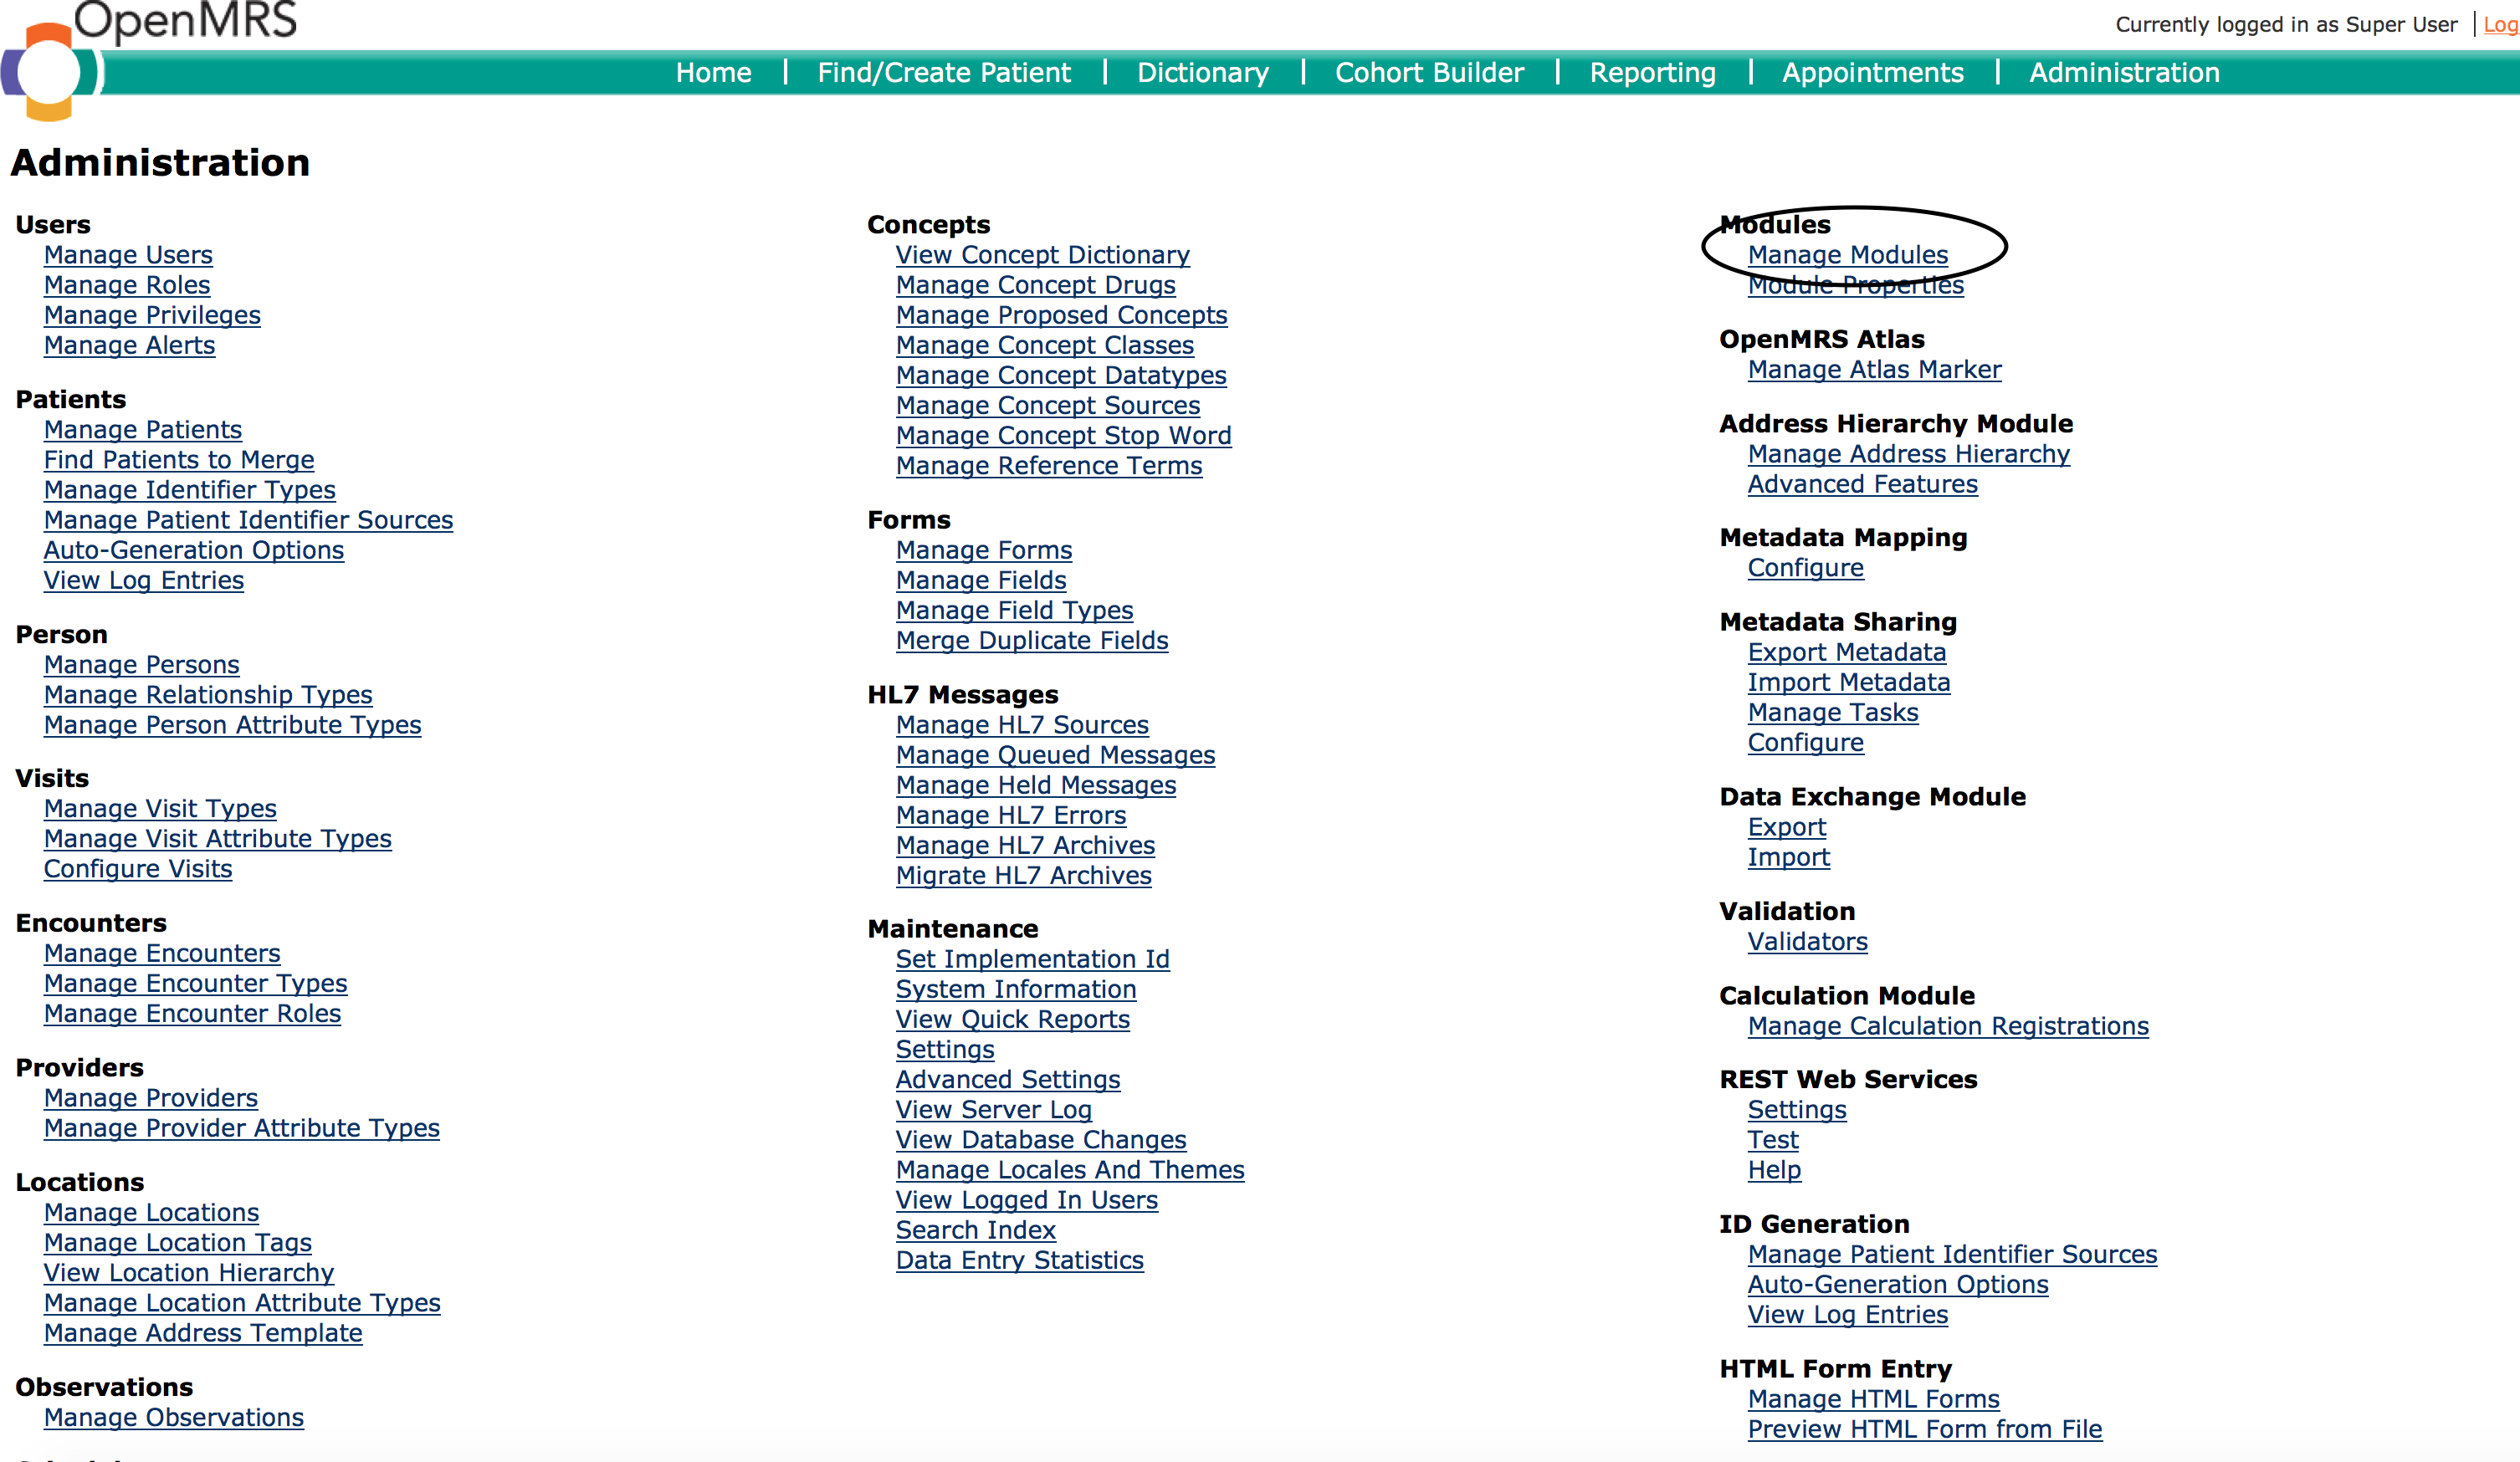 OpenMRS
Currently logged in as Super User | Log
Home | Find/Create Patient | Dictionary | Cohort Builder | Reporting | Appointments | Administration
Administration
Users
Manage Users
Manage Roles
Manage Privileges
Manage Alerts
Patients
Manage Patients
Find Patients to Merge
Manage Identifier Types
Manage Patient Identifier Sources
Auto-Generation Options
View Log Entries
Person
Manage Persons
Manage Relationship Types
Manage Person Attribute Types
Visits
Manage Visit Types
Manage Visit Attribute Types
Configure Visits
Encounters
Manage Encounters
Manage Encounter Types
Manage Encounter Roles
Providers
Manage Providers
Manage Provider Attribute Types
Locations
Manage Locations
Manage Location Tags
View Location Hierarchy
Manage Location Attribute Types
Manage Address Template
Observations
Manage Observations
Concepts
View Concept Dictionary
Manage Concept Drugs
Manage Proposed Concepts
Manage Concept Classes
Manage Concept Datatypes
Manage Concept Sources
Manage Concept Stop Word
Manage Reference Terms
Forms
Manage Forms
Manage Fields
Manage Field Types
Merge Duplicate Fields
HL7 Messages
Manage HL7 Sources
Manage Queued Messages
Manage Held Messages
Manage HL7 Errors
Manage HL7 Archives
Migrate HL7 Archives
Maintenance
Set Implementation Id
System Information
View Quick Reports
Settings
Advanced Settings
View Server Log
View Database Changes
Manage Locales And Themes
View Logged In Users
Search Index
Data Entry Statistics
Modules
Manage Modules
Module Properties
OpenMRS Atlas
Manage Atlas Marker
Address Hierarchy Module
Manage Address Hierarchy
Advanced Features
Metadata Mapping
Configure
Metadata Sharing
Export Metadata
Import Metadata
Manage Tasks
Configure
Data Exchange Module
Export
Import
Validation
Validators
Calculation Module
Manage Calculation Registrations
REST Web Services
Settings
Test
Help
ID Generation
Manage Patient Identifier Sources
Auto-Generation Options
View Log Entries
HTML Form Entry
Manage HTML Forms
Preview HTML Form from File